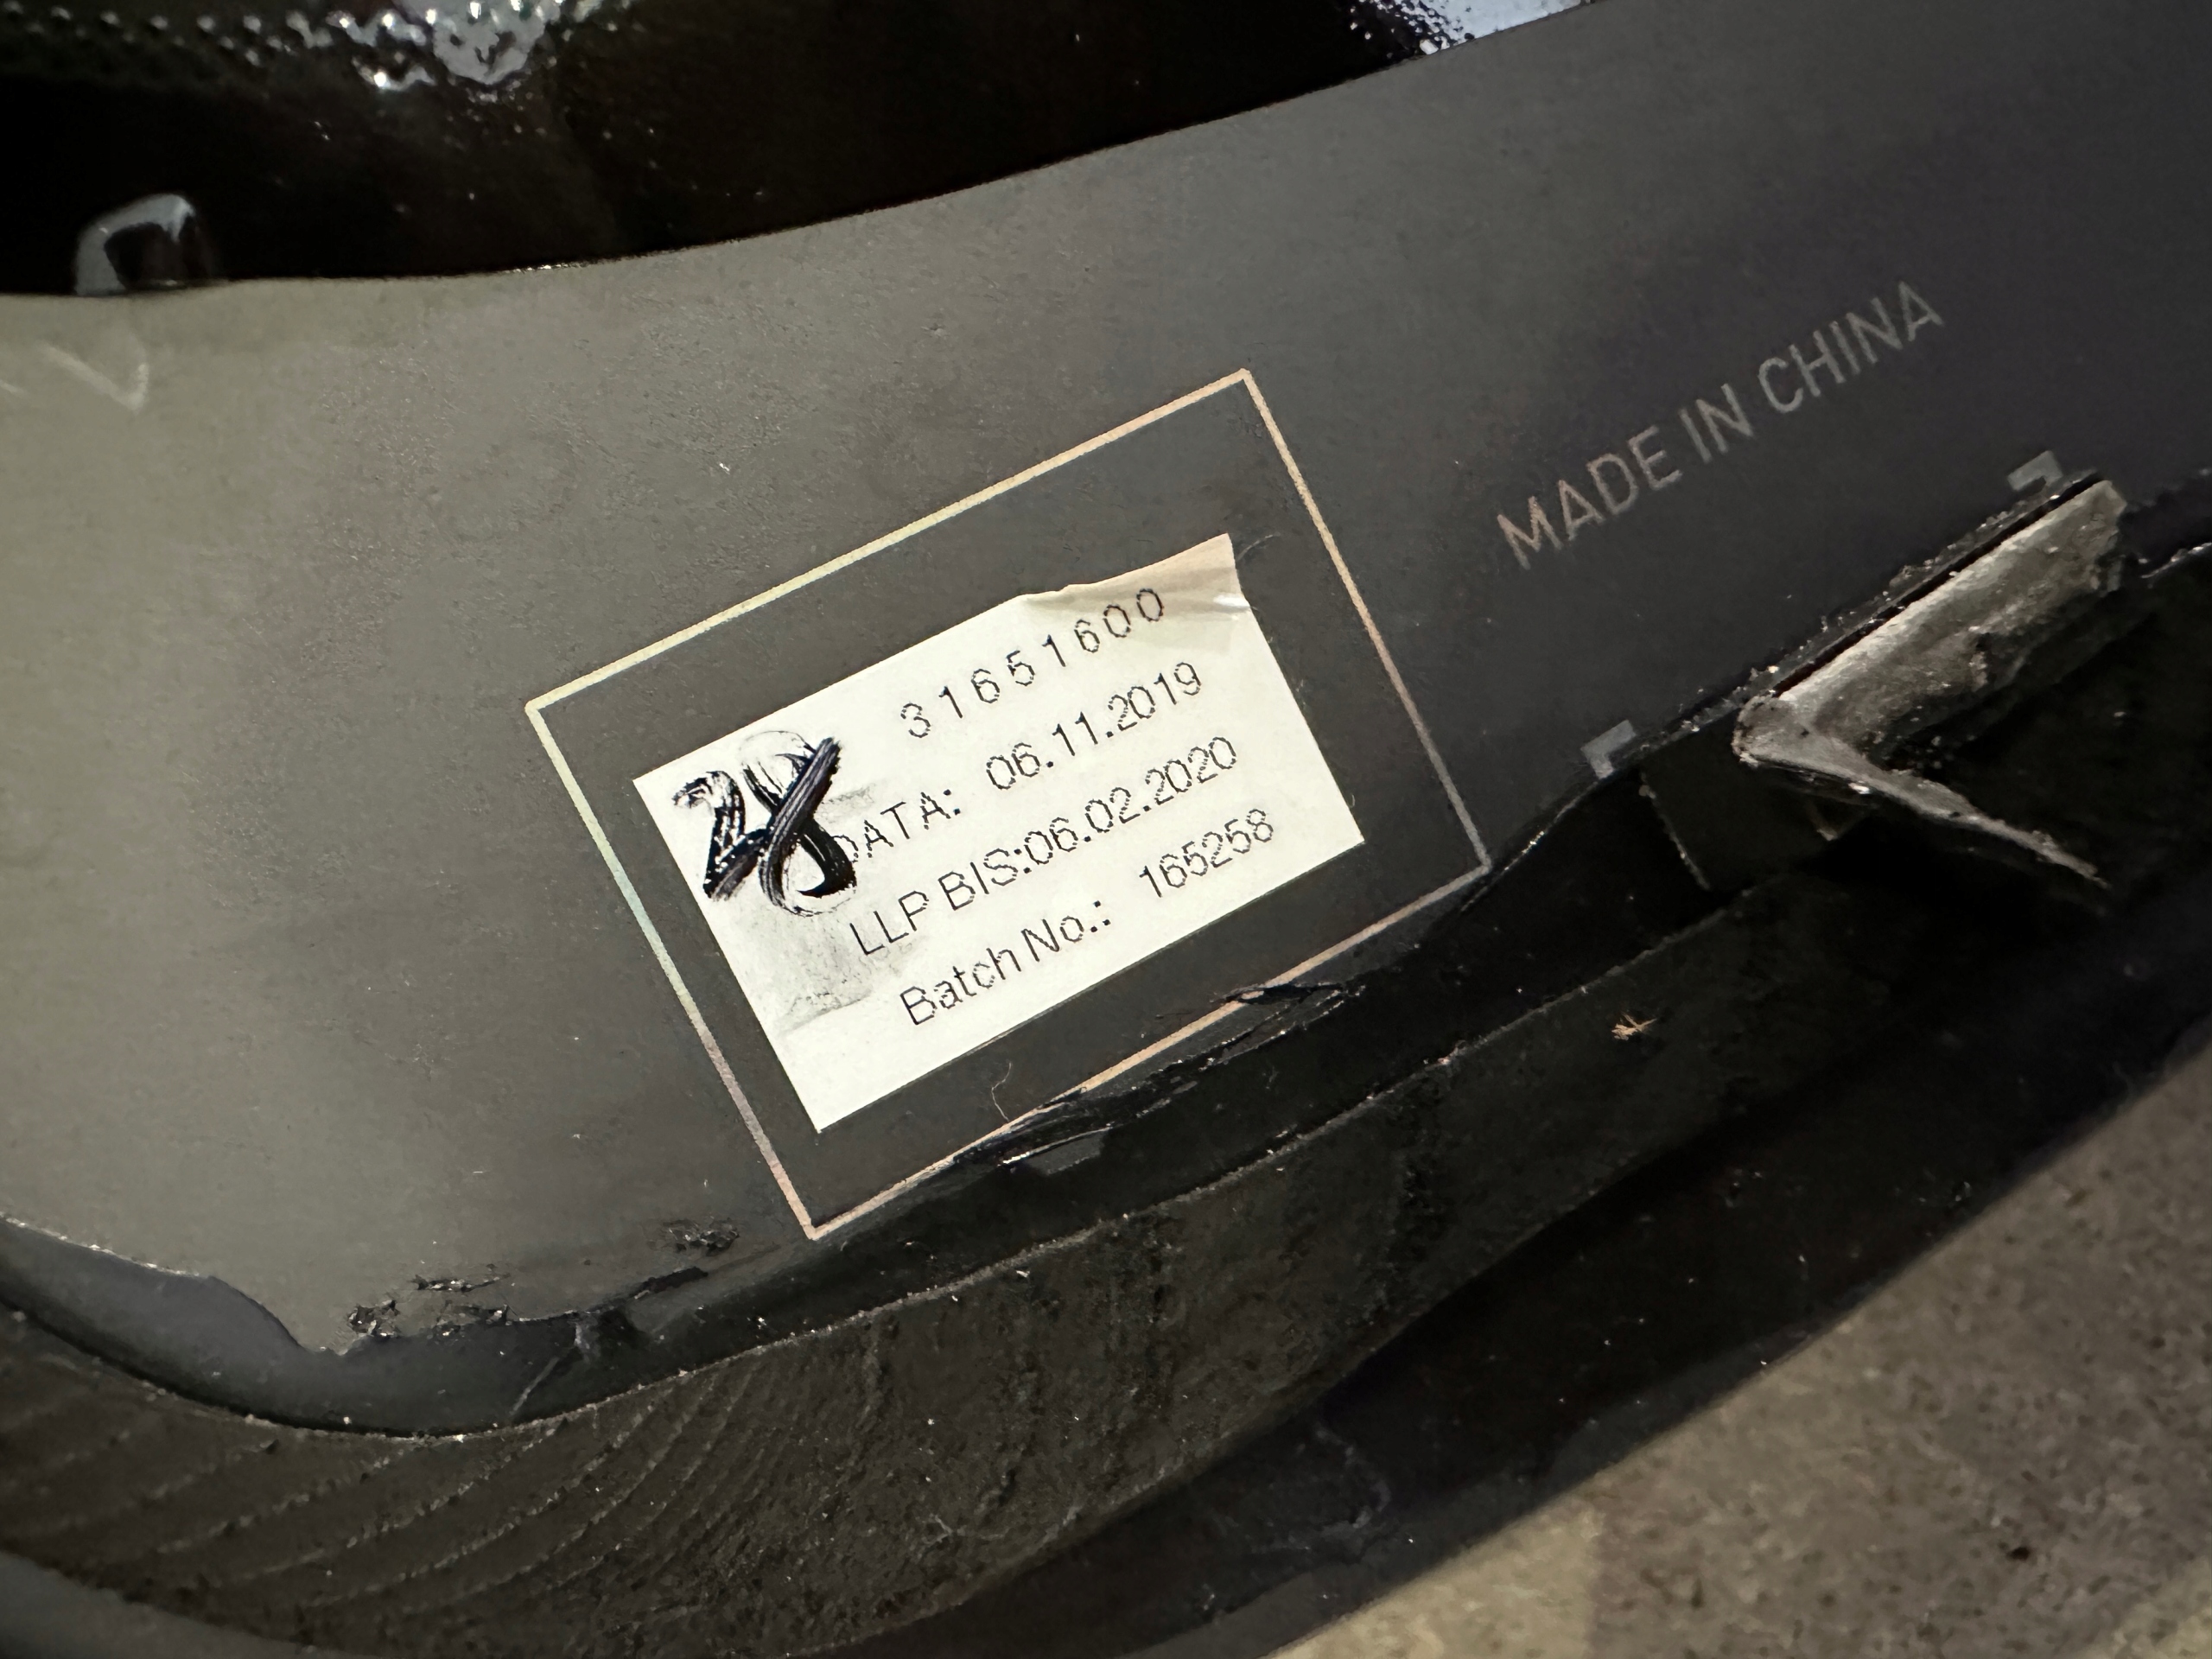 31651600
28
DATA: 06.11.2019
LLP BIS:06.02.2020
Batch No.: 165258
MADE IN CHINA